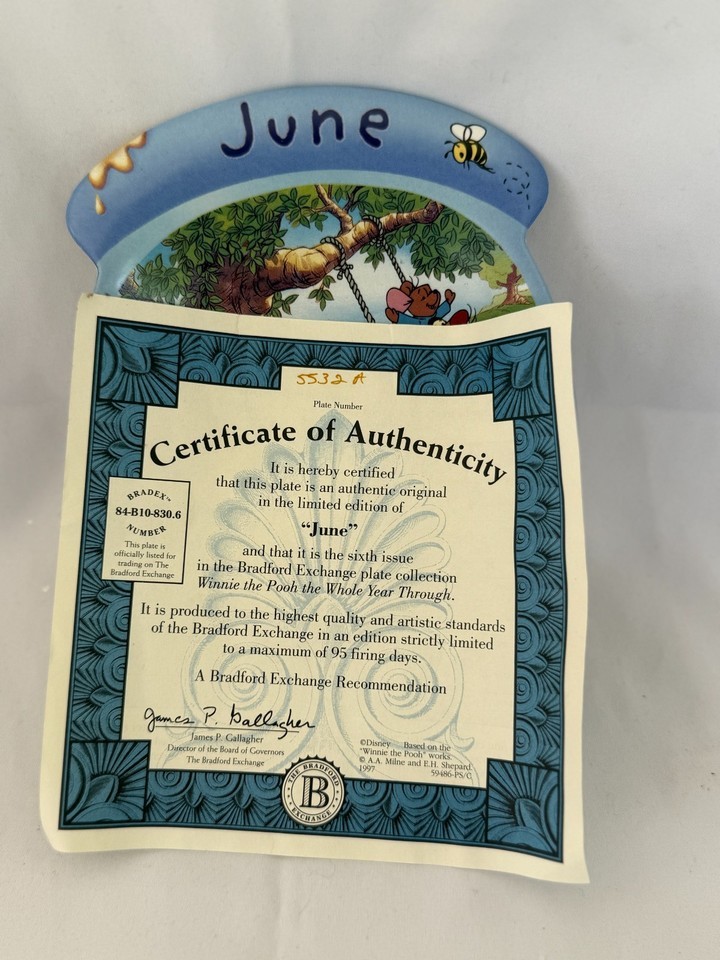 June
5532 A
Plate Number
Certificate of Authenticity
It is hereby certified
that this plate is an authentic original
in the limited edition of
“June”
and that it is the sixth issue
in the Bradford Exchange plate collection
Winnie the Pooh the Whole Year Through.
BRADEX™
84-B10-830.6
NUMBER
This plate is
officially listed for
trading on The
Bradford Exchange
It is produced to the highest quality and artistic standards
of the Bradford Exchange in an edition strictly limited
to a maximum of 95 firing days.
A Bradford Exchange Recommendation
James P. Gallagher
James P. Gallagher
Director of the Board of Governors
The Bradford Exchange
©Disney Based on the
"Winnie the Pooh" works
© A.A. Milne and E.H. Shepard.
1997 59486-PS/C
THE BRADFORD
B
EXCHANGE